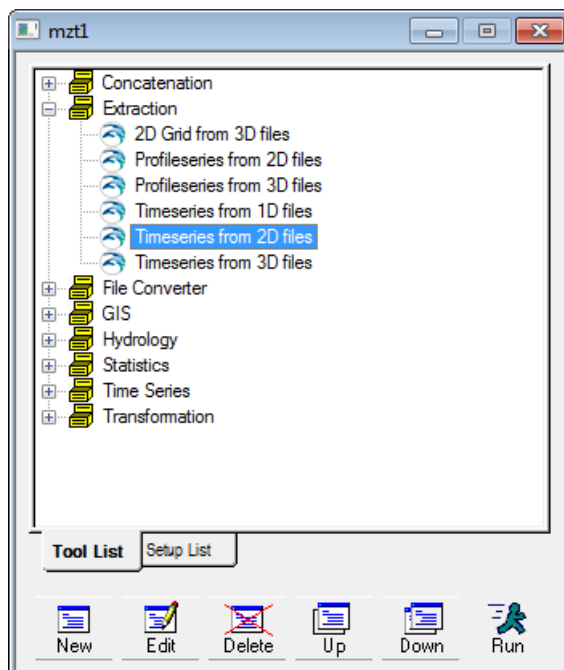 mzt1
Concatenation
Extraction
2D Grid from 3D files
Profileseries from 2D files
Profileseries from 3D files
Timeseries from 1D files
Timeseries from 2D files
Timeseries from 3D files
File Converter
GIS
Hydrology
Statistics
Time Series
Transformation
Tool List Setup List
New Edit Delete Up Down Run